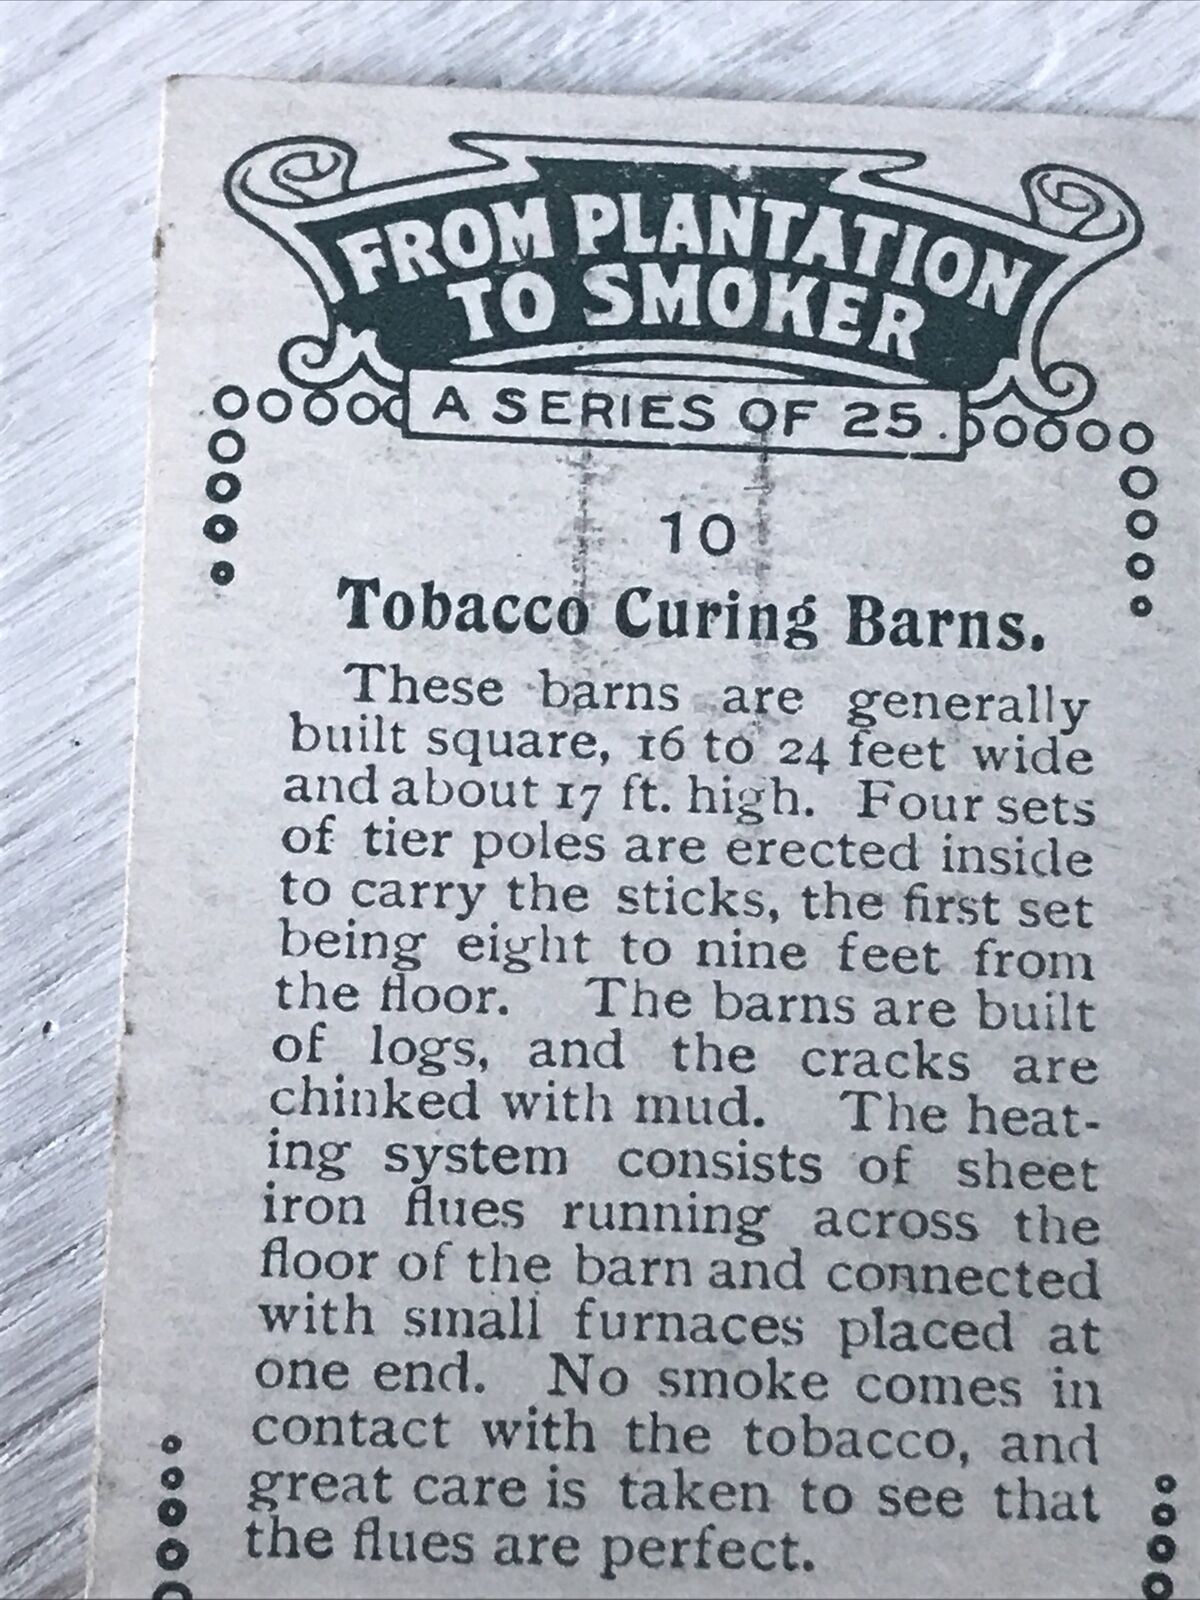 FROM PLANTATION
TO SMOKER
A SERIES OF 25.
10
Tobacco Curing Barns.
These barns are generally
built square, 16 to 24 feet wide
and about 17 ft. high. Four sets
of tier poles are erected inside
to carry the sticks, the first set
being eight to nine feet from
the floor. The barns are built
of logs, and the cracks are
chinked with mud. The heat-
ing system consists of sheet
iron flues running across the
floor of the barn and connected
with small furnaces placed at
one end. No smoke comes in
contact with the tobacco, and
great care is taken to see that
the flues are perfect.